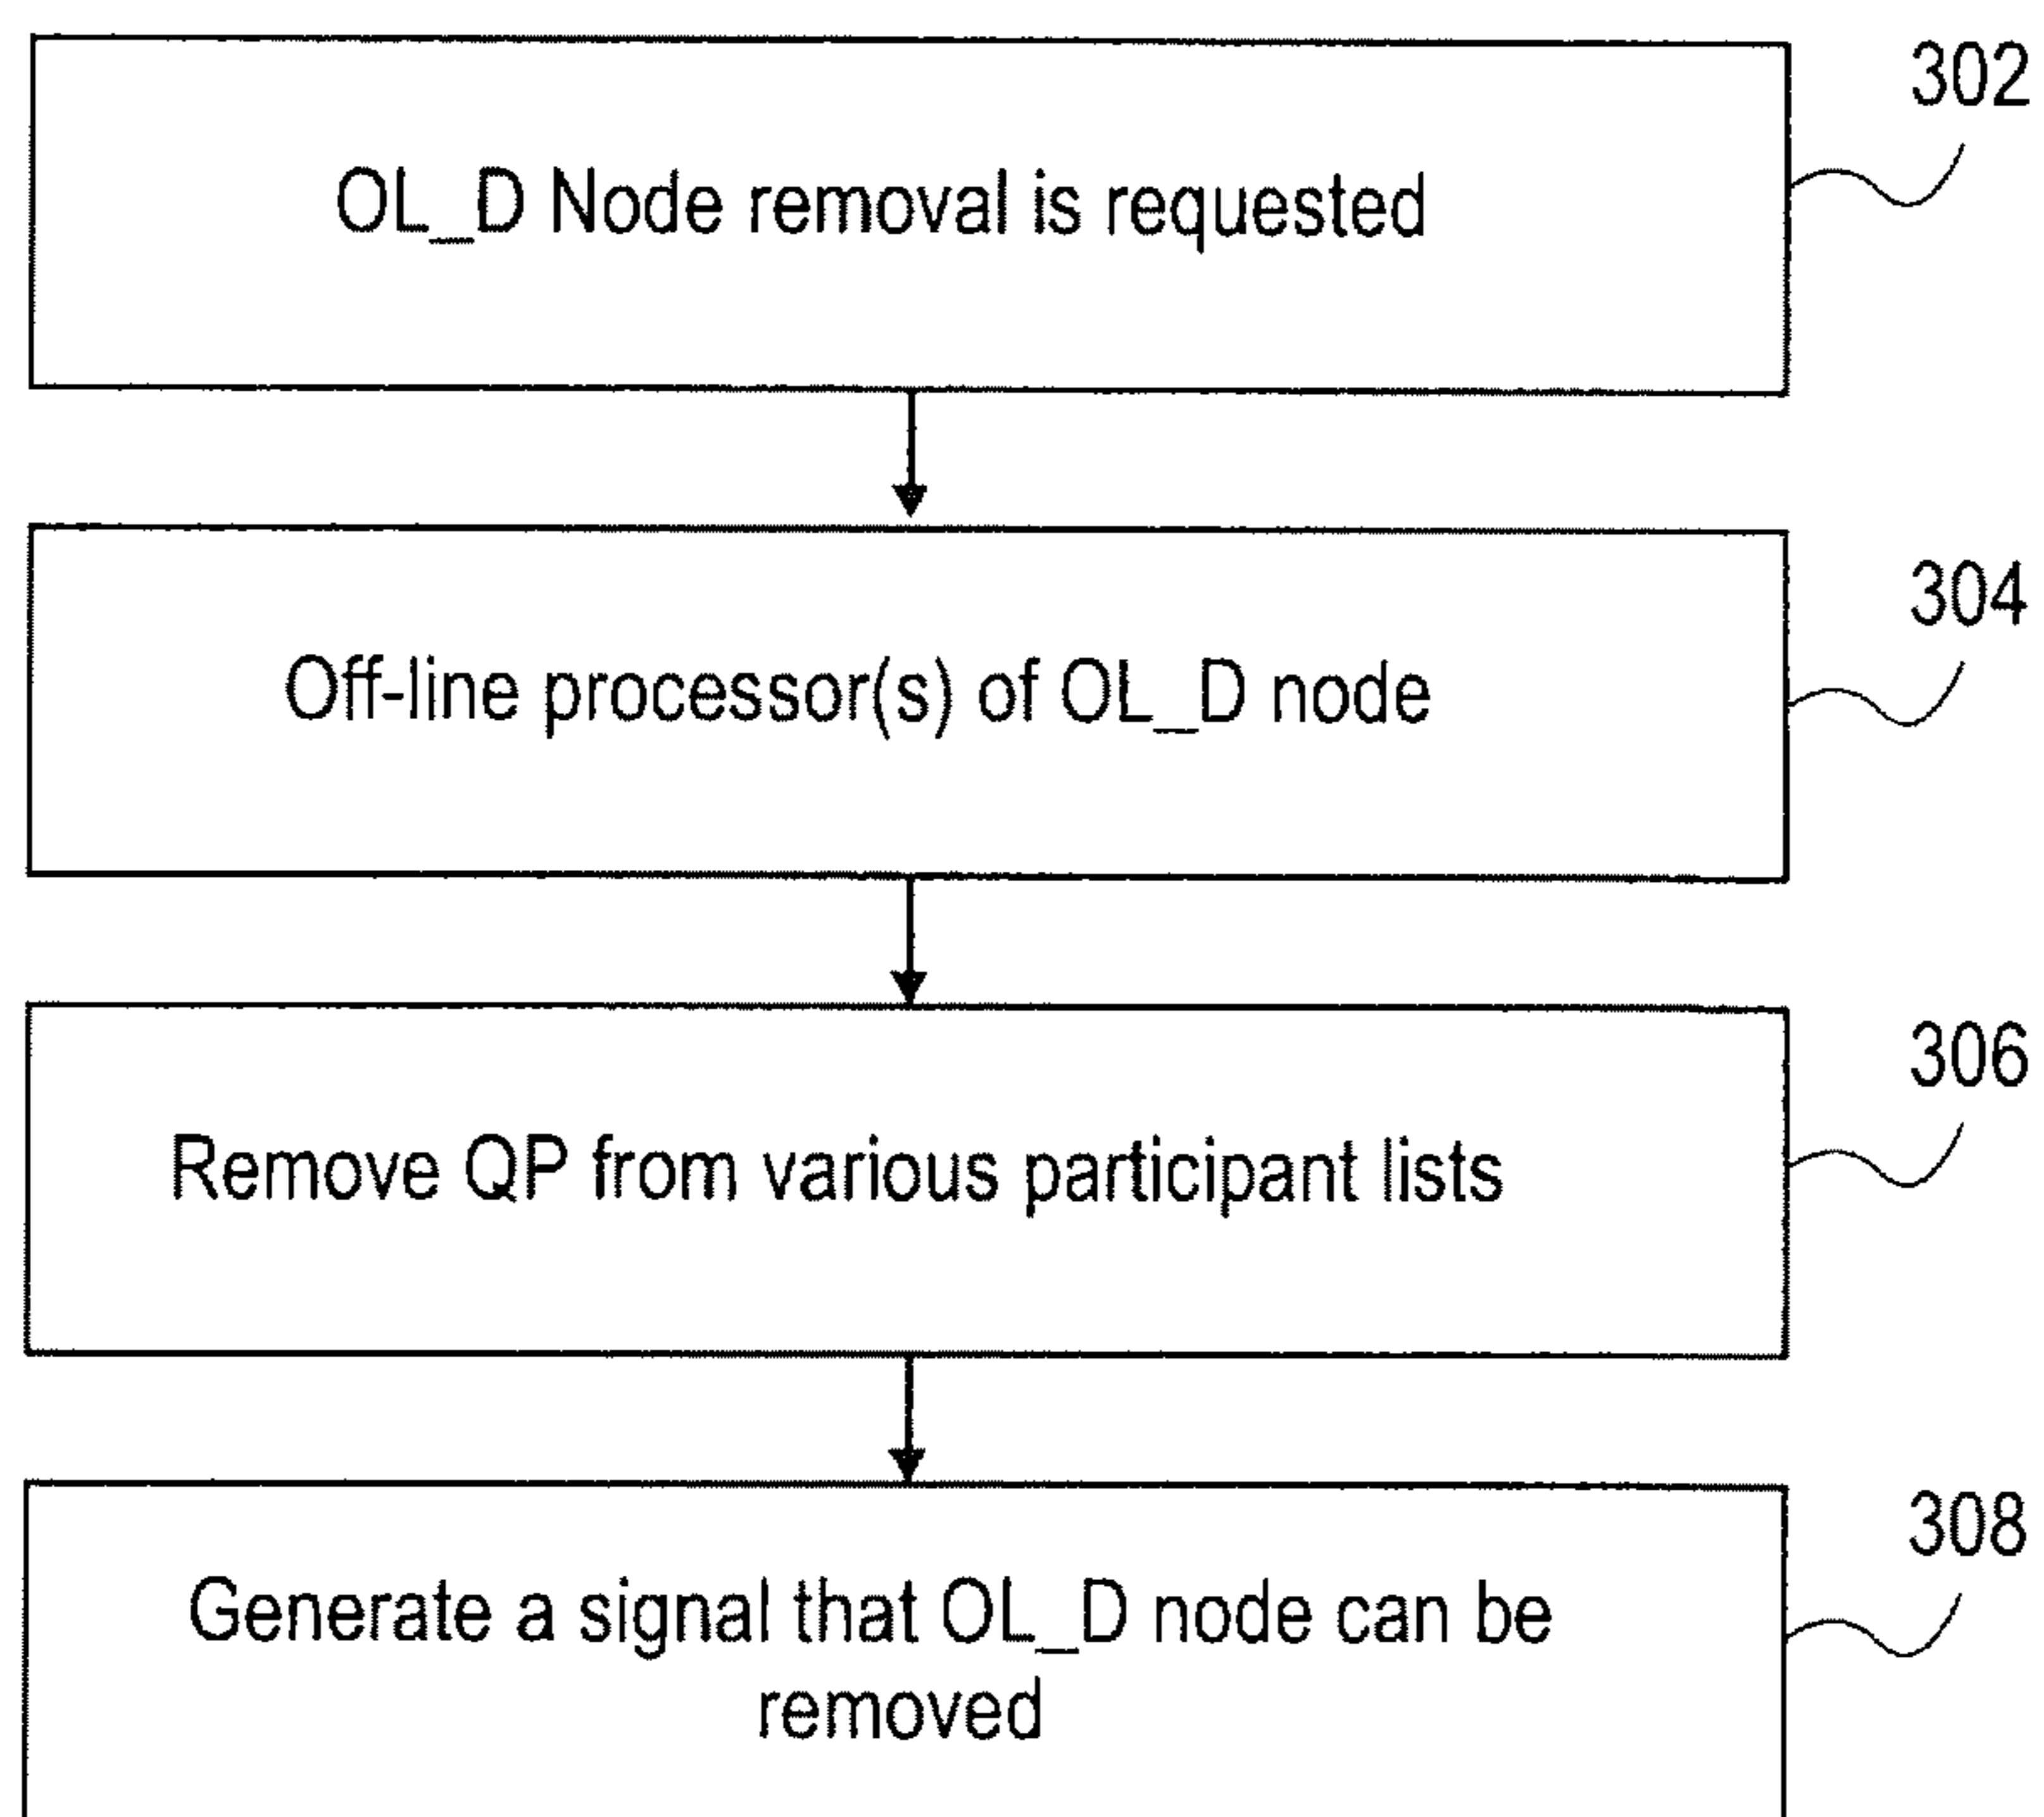 302
OL_D Node removal is requested
304
Off-line processor(s) of OL_D node
306
Remove QP from various participant lists
308
Generate a signal that OL_D node can be
removed